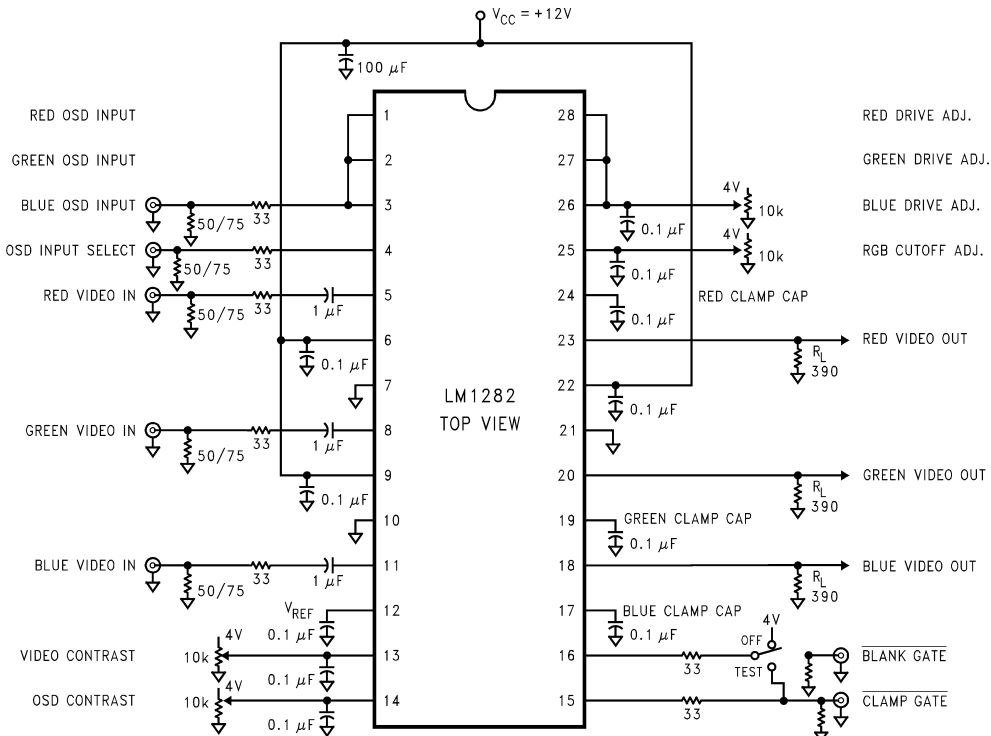 V_CC = +12V
100 µF
RED OSD INPUT
1
28
RED DRIVE ADJ.
GREEN OSD INPUT
2
27
GREEN DRIVE ADJ.
BLUE OSD INPUT
50/75
33
3
26
0.1 µF
4V
10k
BLUE DRIVE ADJ.
OSD INPUT SELECT
50/75
33
4
25
0.1 µF
4V
10k
RGB CUTOFF ADJ.
RED VIDEO IN
50/75
33
1 µF
5
24
0.1 µF
RED CLAMP CAP
0.1 µF
6
23
R_L
390
RED VIDEO OUT
7
LM1282
TOP VIEW
22
0.1 µF
GREEN VIDEO IN
50/75
33
1 µF
8
21
0.1 µF
9
20
R_L
390
GREEN VIDEO OUT
10
19
GREEN CLAMP CAP
0.1 µF
BLUE VIDEO IN
50/75
33
1 µF
11
18
R_L
390
BLUE VIDEO OUT
V_REF
0.1 µF
12
17
BLUE CLAMP CAP
0.1 µF
VIDEO CONTRAST
10k
4V
0.1 µF
13
16
33
OFF
4V
TEST
BLANK GATE
OSD CONTRAST
10k
4V
0.1 µF
14
15
33
CLAMP GATE